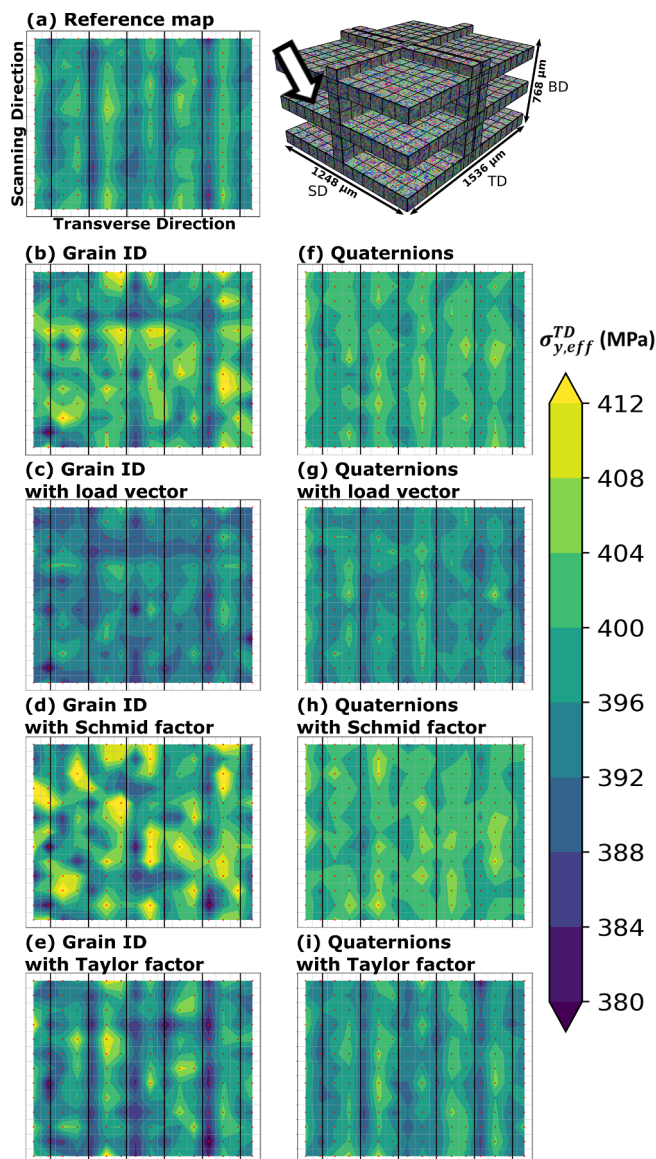 (a) Reference map
Scanning Direction
Transverse Direction
768 μm
BD
1248 μm
SD
1536 μm
TD
(b) Grain ID
(f) Quaternions
σ_{y,eff}^{TD} (MPa)
(c) Grain ID
with load vector
(g) Quaternions
with load vector
(d) Grain ID
with Schmid factor
(h) Quaternions
with Schmid factor
(e) Grain ID
with Taylor factor
(i) Quaternions
with Taylor factor
412
408
404
400
396
392
388
384
380